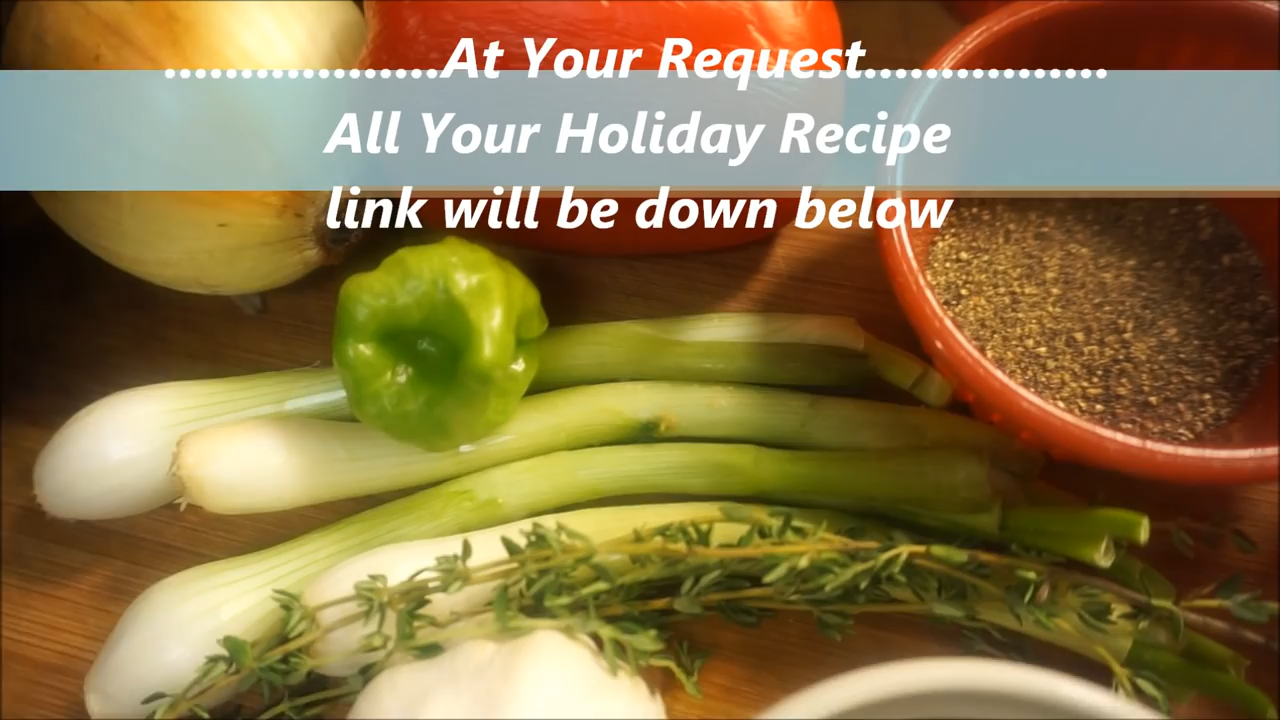 ..................At Your Request................
All Your Holiday Recipe
link will be down below